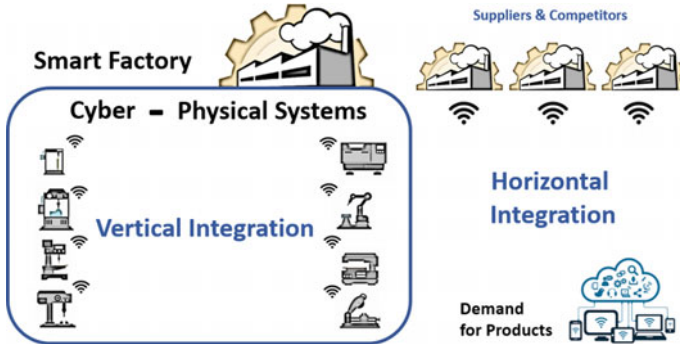 Suppliers & Competitors
Smart Factory
Cyber – Physical Systems
Vertical Integration
Horizontal
Integration
Demand
for Products